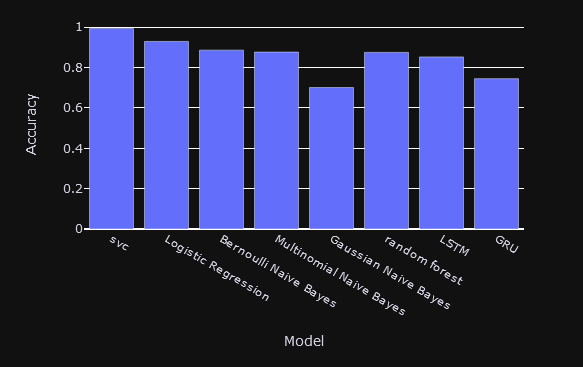 1
0.8
0.6
0.4
0.2
0
Accuracy
svc
Logistic Regression
Bernoulli Naive Bayes
Multinomial Naive Bayes
Gaussian Naive Bayes
random forest
LSTM
GRU
Model